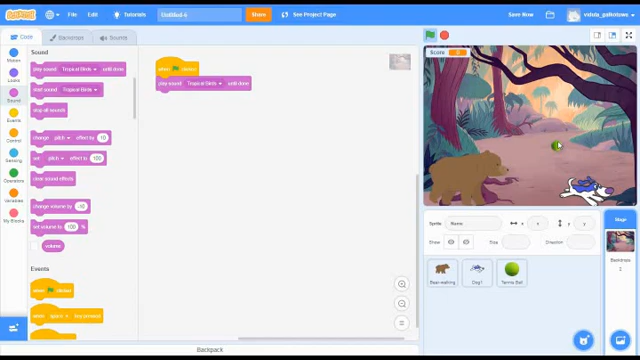 SCRATCH File Edit Tutorials Untitled-4 Share See Project Page Save Now
Code Backdrops Sounds
Sound
play sound Tropical Birds until done
start sound Tropical Birds
stop all sounds
change pitch effect by 10
set pitch effect to 100
clear sound effects
change volume by -10
set volume to 100 %
volume
Events
when clicked
when space key pressed
when clicked
play sound Tropical Birds until done
Motion
Looks
Sound
Events
Control
Sensing
Operators
Variables
My Blocks
Score
Sprite Name x x y y
Show Size Direction
Bear-walking Dog1 Tennis Ball
Stage
Backdrops
2
Backpack